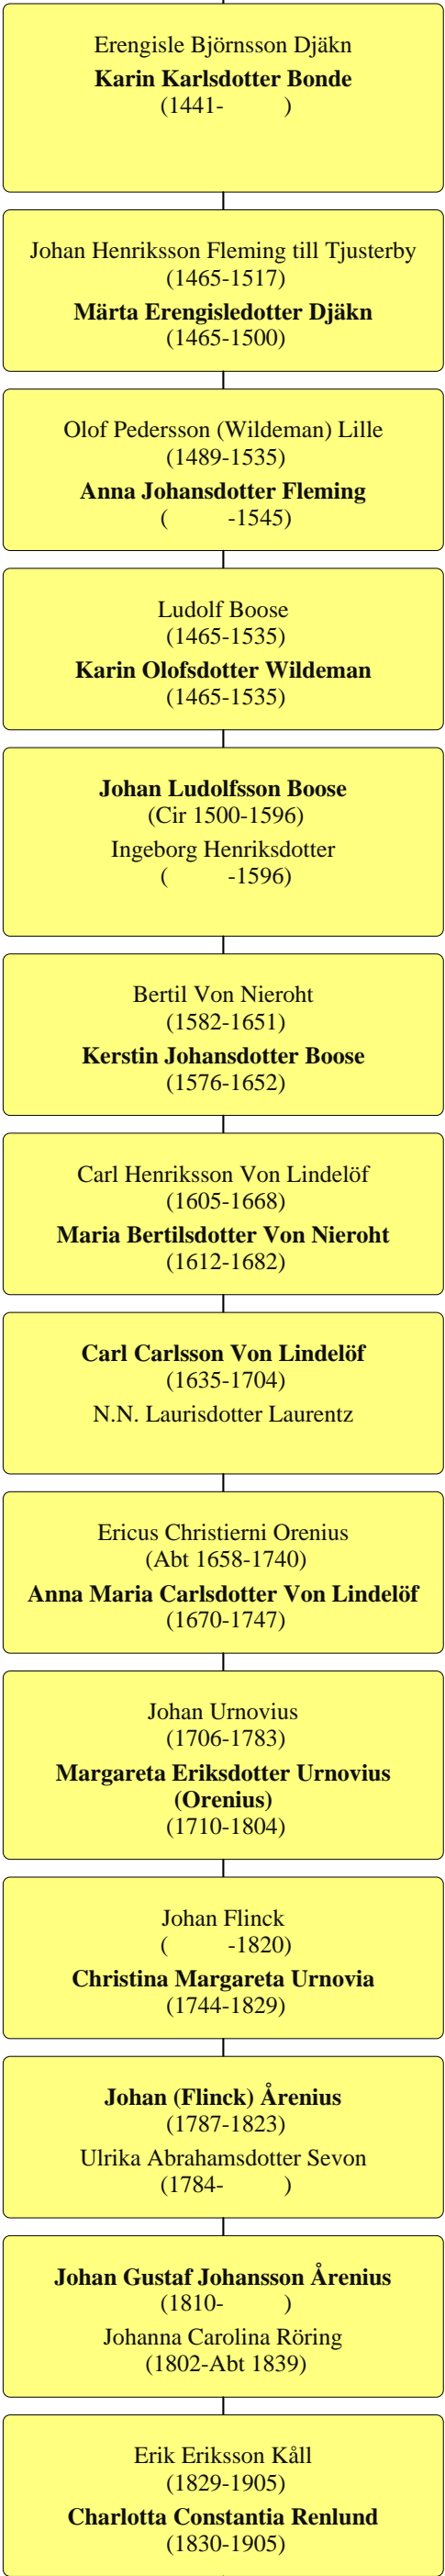 Erengisle Björnsson Djäkn
Karin Karlsdotter Bonde
(1441-          )
Johan Henriksson Fleming till Tjusterby
(1465-1517)
Märta Erengisledotter Djäkn
(1465-1500)
Olof Pedersson (Wildeman) Lille
(1489-1535)
Anna Johansdotter Fleming
(          -1545)
Ludolf Boose
(1465-1535)
Karin Olofsdotter Wildeman
(1465-1535)
Johan Ludolfsson Boose
(Cir 1500-1596)
Ingeborg Henriksdotter
(          -1596)
Bertil Von Nieroht
(1582-1651)
Kerstin Johansdotter Boose
(1576-1652)
Carl Henriksson Von Lindelöf
(1605-1668)
Maria Bertilsdotter Von Nieroht
(1612-1682)
Carl Carlsson Von Lindelöf
(1635-1704)
N.N. Laurisdotter Laurentz
Ericus Christierni Orenius
(Abt 1658-1740)
Anna Maria Carlsdotter Von Lindelöf
(1670-1747)
Johan Urnovius
(1706-1783)
Margareta Eriksdotter Urnovius
(Orenius)
(1710-1804)
Johan Flinck
(          -1820)
Christina Margareta Urnovia
(1744-1829)
Johan (Flinck) Årenius
(1787-1823)
Ulrika Abrahamsdotter Sevon
(1784-          )
Johan Gustaf Johansson Årenius
(1810-          )
Johanna Carolina Röring
(1802-Abt 1839)
Erik Eriksson Kåll
(1829-1905)
Charlotta Constantia Renlund
(1830-1905)